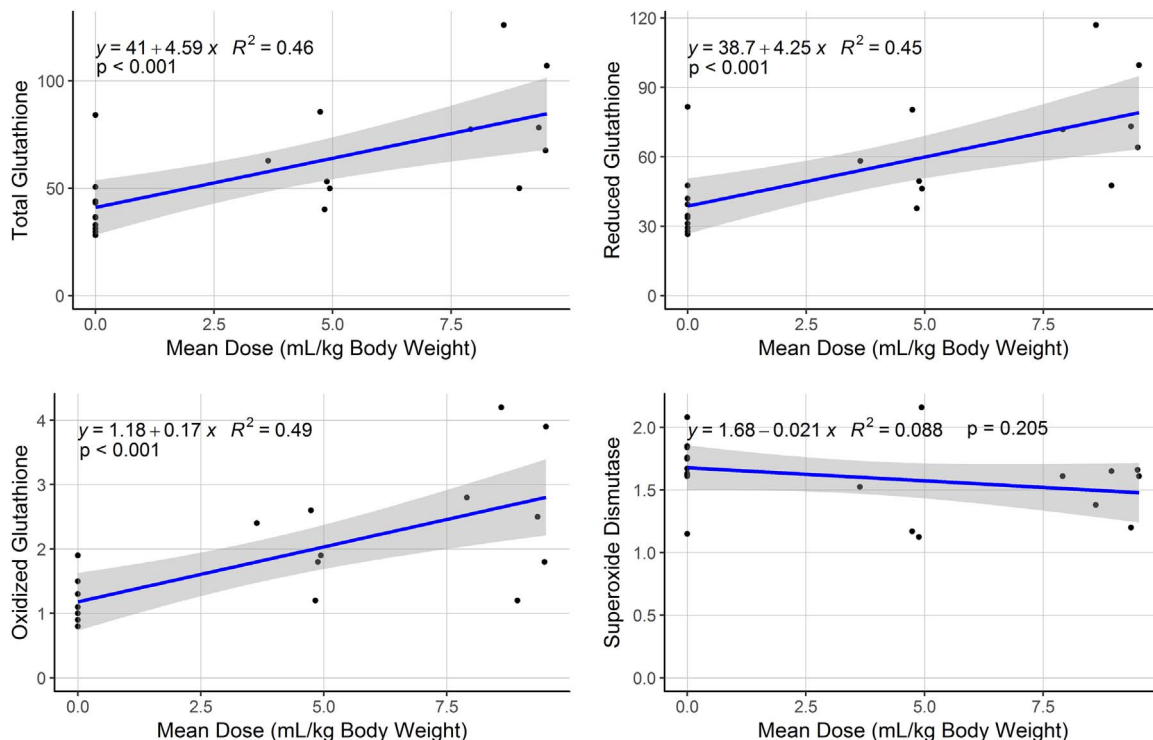 y = 41 + 4.59 x R² = 0.46
p < 0.001
Total Glutathione
100
50
0
0.0 2.5 5.0 7.5
Mean Dose (mL/kg Body Weight)
y = 38.7 + 4.25 x R² = 0.45
p < 0.001
Reduced Glutathione
120
90
60
30
0
0.0 2.5 5.0 7.5
Mean Dose (mL/kg Body Weight)
y = 1.18 + 0.17 x R² = 0.49
p < 0.001
Oxidized Glutathione
4
3
2
1
0
0.0 2.5 5.0 7.5
Mean Dose (mL/kg Body Weight)
y = 1.68 − 0.021 x R² = 0.088 p = 0.205
Superoxide Dismutase
2.0
1.5
1.0
0.5
0.0
0.0 2.5 5.0 7.5
Mean Dose (mL/kg Body Weight)